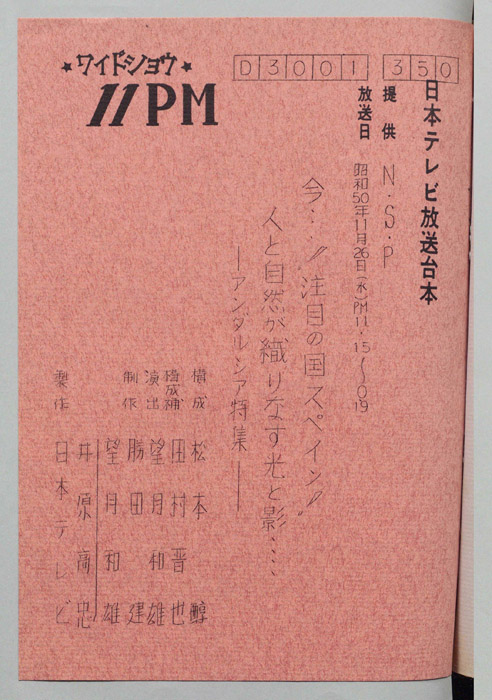 ★ワイドショウ★
11PM
D3001 350
日本テレビ放送台本
提供 N・S・P
放送日 昭和50年11月26日(水)PM11・15〜0・19
今…!!注目の国スペイン!!
人と自然が織りなす光と影‥‥
―アンダルシア特集――
構成 松本 醇
構成補 田村晋也
演出 望月和雄
制作 勝田 建
望月和雄
井原高忠
製作 日本テレビ